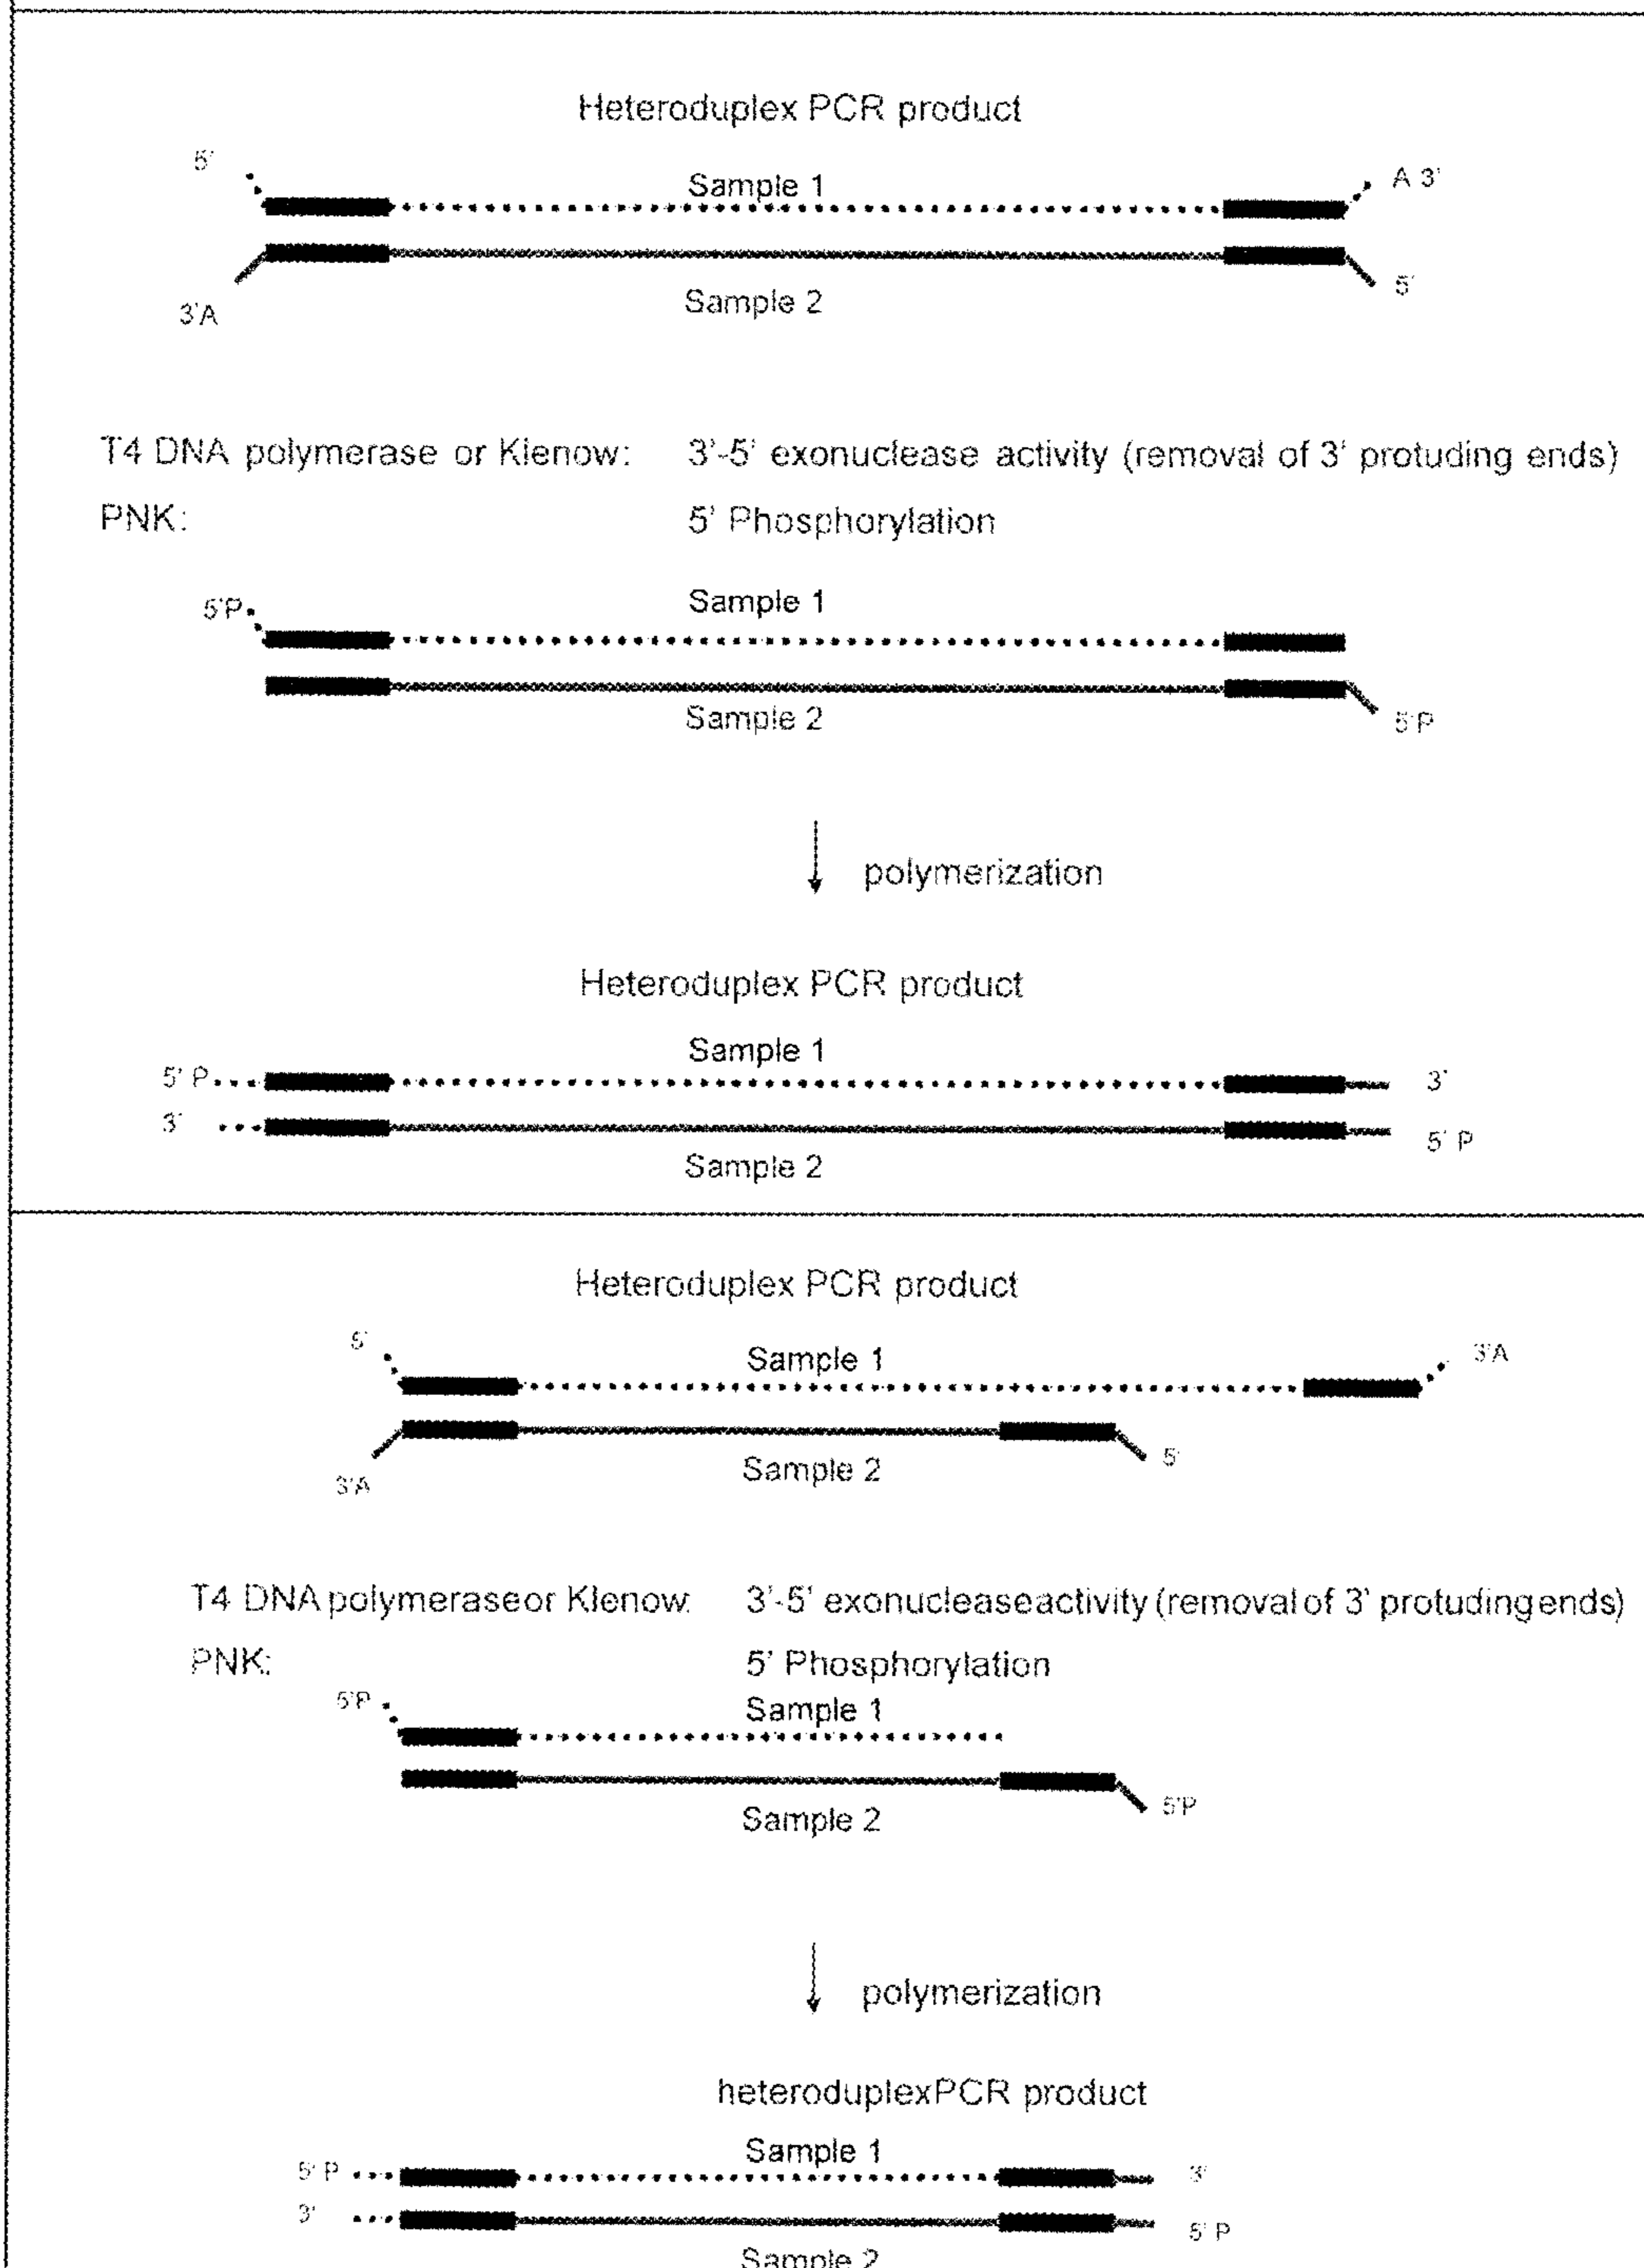 Heteroduplex PCR product
5'
Sample 1
A 3'
3'A
Sample 2
5'
T4 DNA polymerase or Klenow: 3'-5' exonuclease activity (removal of 3' protuding ends)
PNK: 5' Phosphorylation
5'P
Sample 1
Sample 2
5'P
polymerization
Heteroduplex PCR product
Sample 1
5' P
3'
3'
5' P
Sample 2
Heteroduplex PCR product
5'
Sample 1
3'A
3'A
Sample 2
5'
T4 DNA polymeraseor Klenow: 3'-5' exonucleaseactivity (removal of 3' protudingends)
PNK: 5' Phosphorylation
5'P
Sample 1
Sample 2
5'P
polymerization
heteroduplexPCR product
Sample 1
5' P
3'
3'
5' P
Sample 2